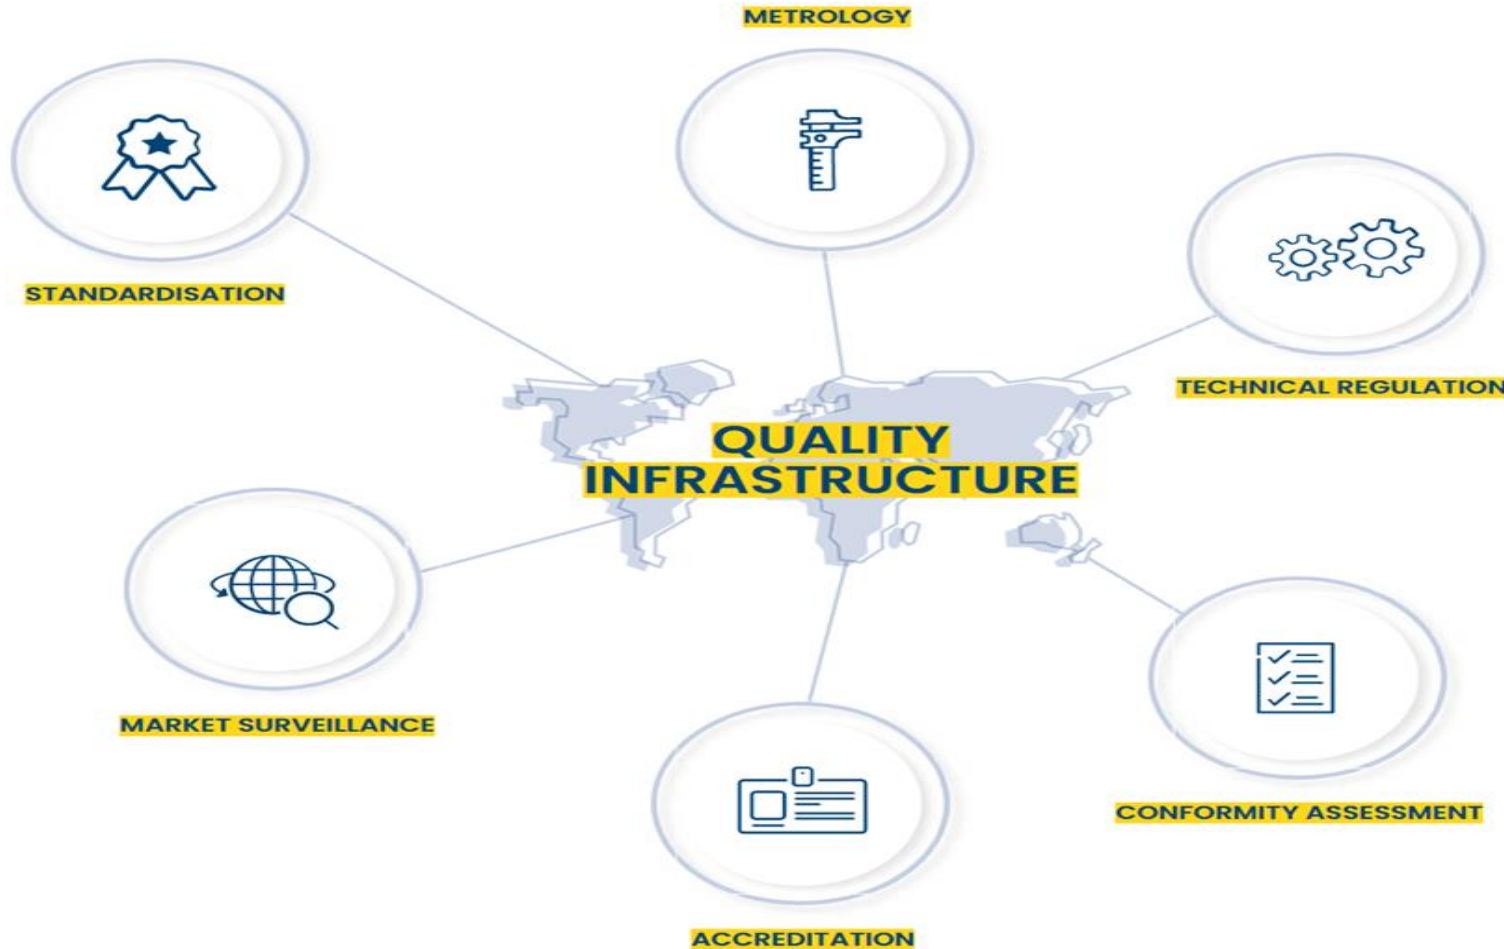 METROLOGY
STANDARDISATION
TECHNICAL REGULATION
QUALITY
INFRASTRUCTURE
MARKET SURVEILLANCE
CONFORMITY ASSESSMENT
ACCREDITATION